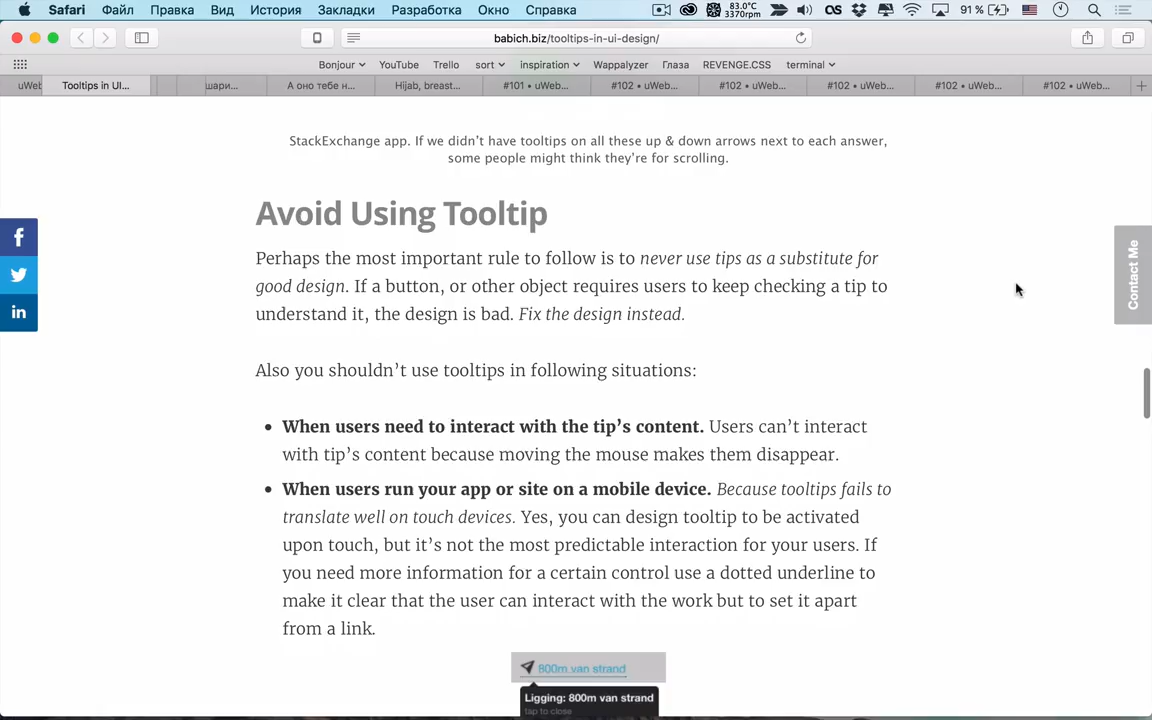 Safari Файл Правка Вид История Закладки Разработка Окно Справка 83.0°C 3370rpm 91 %
babich.biz/tooltips-in-ui-design/
Bonjour YouTube Trello sort inspiration Wappalyzer Глаза REVENGE.CSS terminal
uWeb Tooltips in UI... шари... А оно тебе н... Hijab, breast... #101 • uWeb... #102 • uWeb... #102 • uWeb... #102 • uWeb... #102 • uWeb... #102 • uWeb...
StackExchange app. If we didn't have tooltips on all these up & down arrows next to each answer,
some people might think they're for scrolling.
Avoid Using Tooltip
Perhaps the most important rule to follow is to never use tips as a substitute for
good design. If a button, or other object requires users to keep checking a tip to
understand it, the design is bad. Fix the design instead.
Also you shouldn't use tooltips in following situations:
• When users need to interact with the tip's content. Users can't interact
with tip's content because moving the mouse makes them disappear.
• When users run your app or site on a mobile device. Because tooltips fails to
translate well on touch devices. Yes, you can design tooltip to be activated
upon touch, but it's not the most predictable interaction for your users. If
you need more information for a certain control use a dotted underline to
make it clear that the user can interact with the work but to set it apart
from a link.
800m van strand
Ligging: 800m van strand
tap to close
f
in
Contact Me